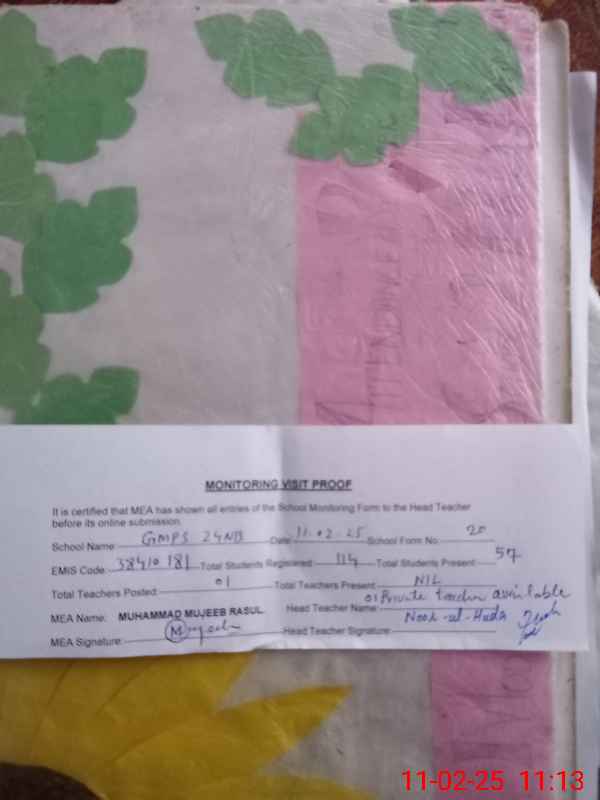 ATTENDANCE
MONITORING VISIT PROOF
It is certified that MEA has shown all entries of the School Monitoring Form to the Head Teacher
before its online submission.
School Name: GMPS 24NB Date: 11.02.25 School Form No. 20
EMIS Code: 38410181 Total Students Registered: 114 Total Students Present: 57
Total Teachers Posted: 01 Total Teachers Present: NIL
01 Private teacher available
MEA Name: MUHAMMAD MUJEEB RASUL Head Teacher Name: Noor-ul-Huda
MEA Signature: Mujeeb Head Teacher Signature:
11-02-25 11:13